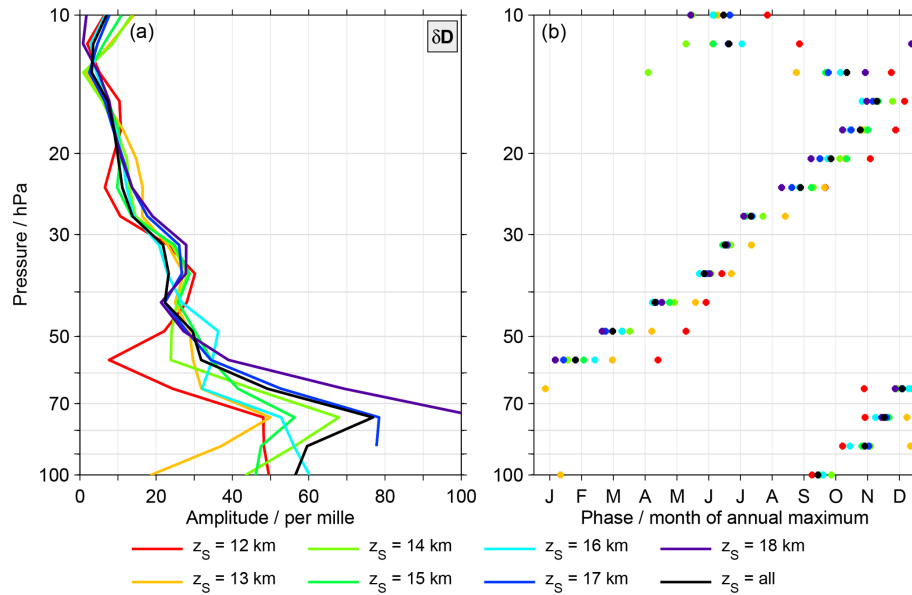 (a)
δD
(b)
10
20
30
50
70
100
Pressure / hPa
0 20 40 60 80 100
Amplitude / per mille
10
20
30
50
70
100
J F M A M J J A S O N D
Phase / month of annual maximum
z_S = 12 km
z_S = 14 km
z_S = 16 km
z_S = 18 km
z_S = 13 km
z_S = 15 km
z_S = 17 km
z_S = all